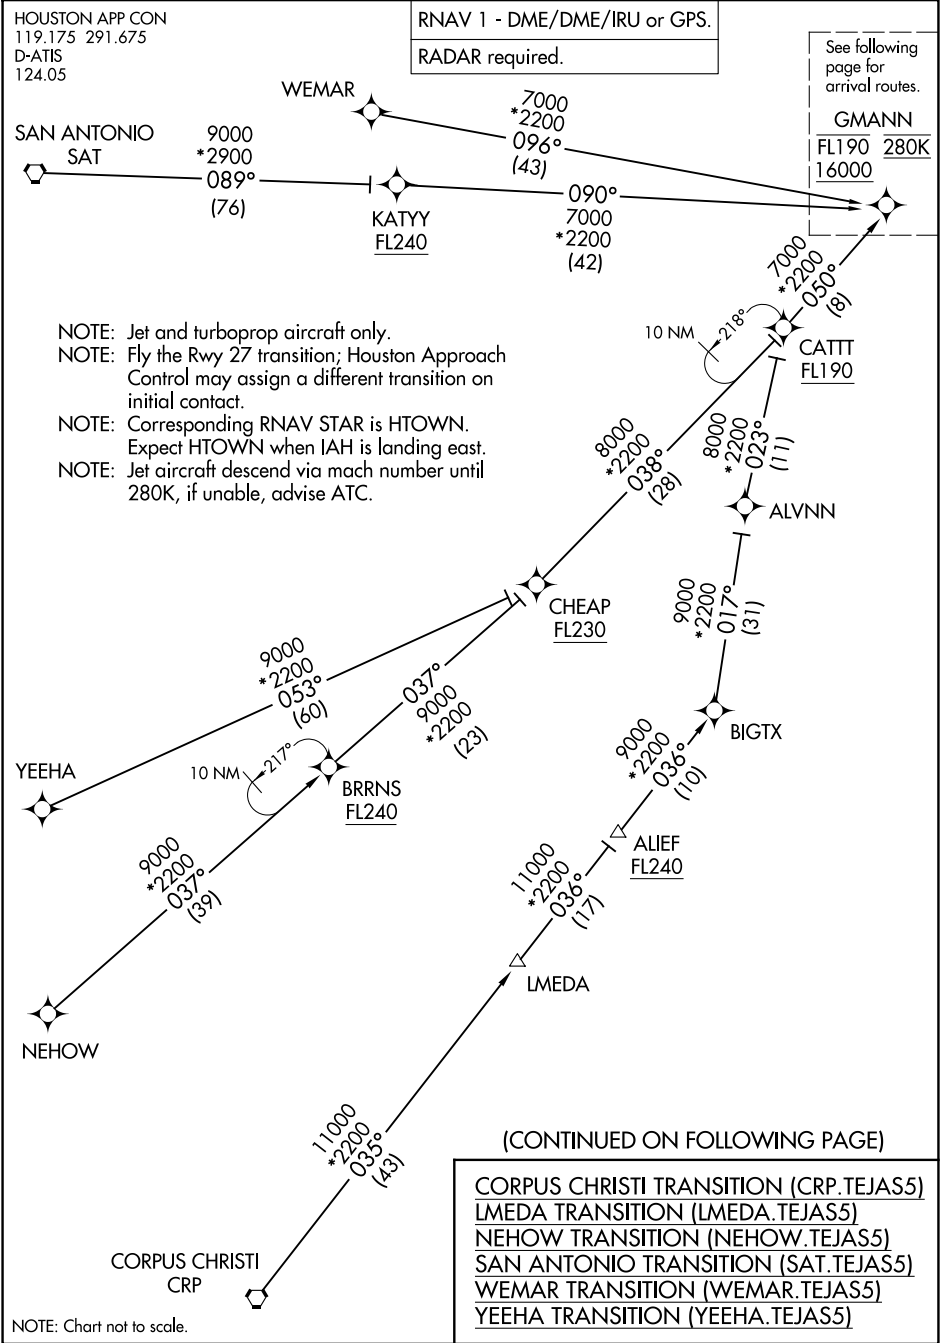 HOUSTON APP CON
119.175 291.675
D-ATIS
124.05
RNAV 1 - DME/DME/IRU or GPS.
RADAR required.
See following
page for
arrival routes.
GMANN
FL190 280K
16000
WEMAR
7000
*2200
096°
(43)
SAN ANTONIO
SAT
9000
*2900
089°
(76)
KATYY
FL240
090°
7000
*2200
(42)
7000
*2200
050°
(8)
NOTE: Jet and turboprop aircraft only.
NOTE: Fly the Rwy 27 transition; Houston Approach
Control may assign a different transition on
initial contact.
NOTE: Corresponding RNAV STAR is HTOWN.
Expect HTOWN when IAH is landing east.
NOTE: Jet aircraft descend via mach number until
280K, if unable, advise ATC.
10 NM
218°
CATTT
FL190
8000
*2200
038°
(28)
8000
*2200
023°
(11)
ALVNN
CHEAP
FL230
9000
*2200
017°
(31)
9000
*2200
053°
(60)
037°
9000
*2200
(23)
BIGTX
YEEHA
10 NM
217°
BRRNS
FL240
9000
*2200
036°
(10)
ALIEF
FL240
9000
*2200
037°
(39)
11000
*2200
036°
(17)
LMEDA
NEHOW
11000
*2200
035°
(43)
CORPUS CHRISTI
CRP
NOTE: Chart not to scale.
(CONTINUED ON FOLLOWING PAGE)
CORPUS CHRISTI TRANSITION (CRP.TEJAS5)
LMEDA TRANSITION (LMEDA.TEJAS5)
NEHOW TRANSITION (NEHOW.TEJAS5)
SAN ANTONIO TRANSITION (SAT.TEJAS5)
WEMAR TRANSITION (WEMAR.TEJAS5)
YEEHA TRANSITION (YEEHA.TEJAS5)